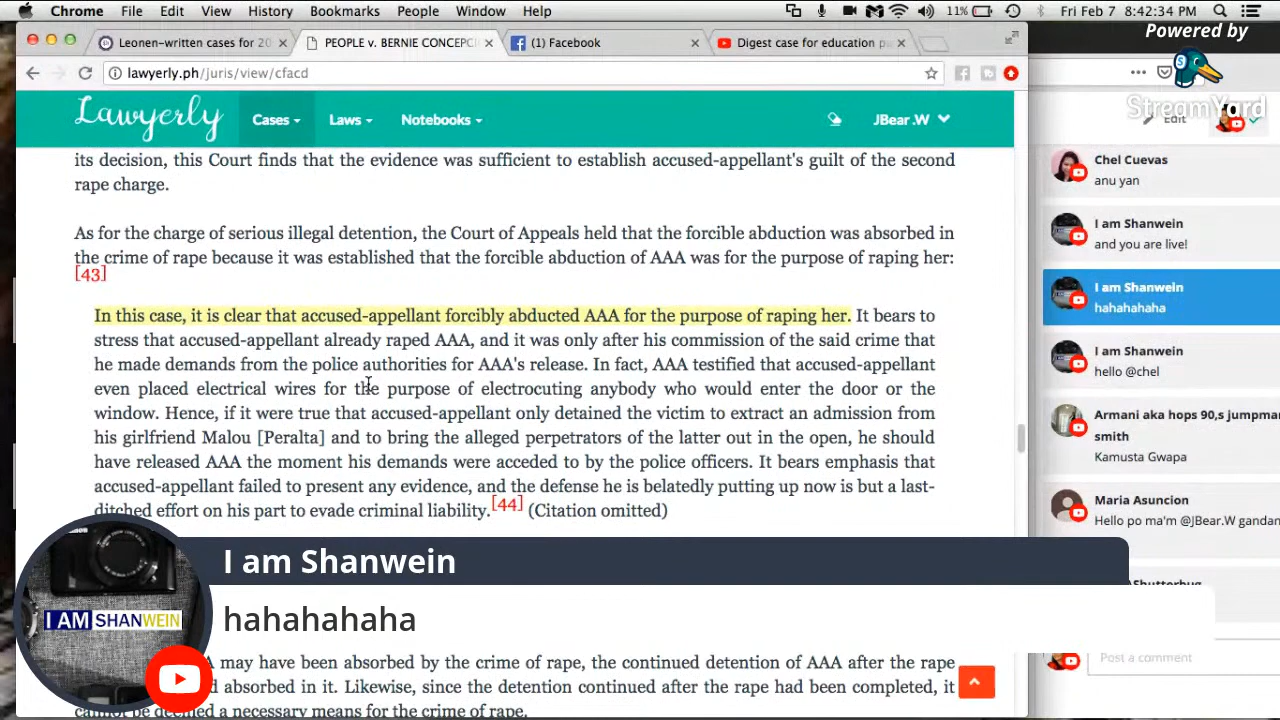 Chrome File Edit View History Bookmarks People Window Help 11% Fri Feb 7 8:42:34 PM
Powered by
StreamYard
Leonen-written cases for 20
PEOPLE v. BERNIE CONCEPCI
(1) Facebook
Digest case for education p
lawyerly.ph/juris/view/cfacd
Lawyerly
Cases
Laws
Notebooks
JBear .W
Edit
its decision, this Court finds that the evidence was sufficient to establish accused-appellant's guilt of the second
rape charge.
As for the charge of serious illegal detention, the Court of Appeals held that the forcible abduction was absorbed in
the crime of rape because it was established that the forcible abduction of AAA was for the purpose of raping her:
[43]
In this case, it is clear that accused-appellant forcibly abducted AAA for the purpose of raping her. It bears to
stress that accused-appellant already raped AAA, and it was only after his commission of the said crime that
he made demands from the police authorities for AAA's release. In fact, AAA testified that accused-appellant
even placed electrical wires for the purpose of electrocuting anybody who would enter the door or the
window. Hence, if it were true that accused-appellant only detained the victim to extract an admission from
his girlfriend Malou [Peralta] and to bring the alleged perpetrators of the latter out in the open, he should
have released AAA the moment his demands were acceded to by the police officers. It bears emphasis that
accused-appellant failed to present any evidence, and the defense he is belatedly putting up now is but a last-
ditched effort on his part to evade criminal liability.[44] (Citation omitted)
A may have been absorbed by the crime of rape, the continued detention of AAA after the rape
d absorbed in it. Likewise, since the detention continued after the rape had been completed, it
cannot be deemed a necessary means for the crime of rape.
Chel Cuevas
anu yan
I am Shanwein
and you are live!
I am Shanwein
hahahahaha
I am Shanwein
hello @chel
Armani aka hops 90,s jumpma
smith
Kamusta Gwapa
Maria Asuncion
Hello po ma'm @JBear.W gandan
Post a comment
I am Shanwein
hahahahaha
I AM SHANWEIN